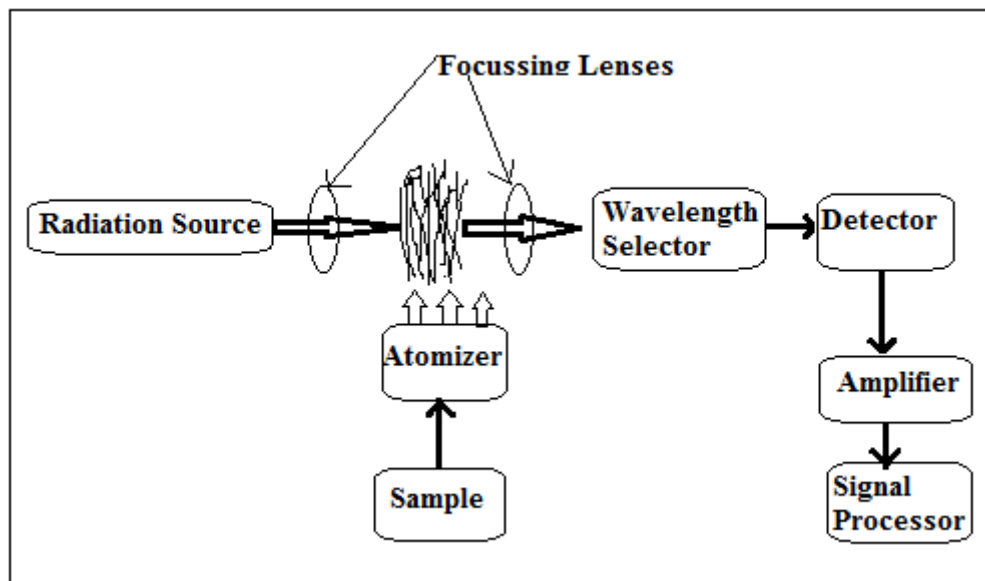 Focussing Lenses
Radiation Source
Wavelength
Selector
Detector
Atomizer
Amplifier
Sample
Signal
Processor